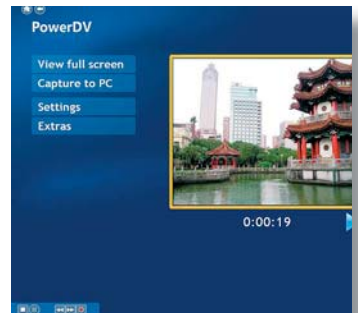 PowerDV
View full screen
Capture to PC
Settings
Extras
0:00:19